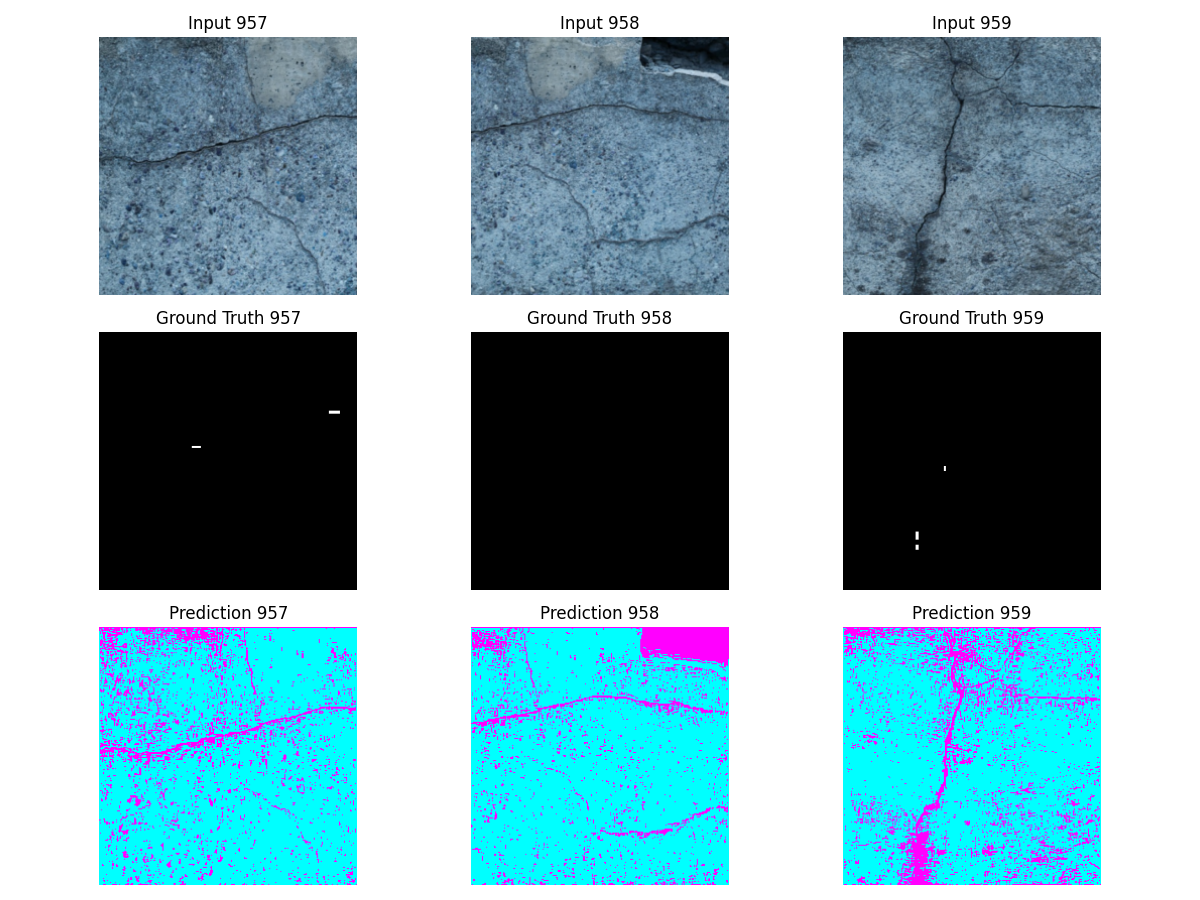 Input 957
Input 958
Input 959
Ground Truth 957
Ground Truth 958
Ground Truth 959
Prediction 957
Prediction 958
Prediction 959